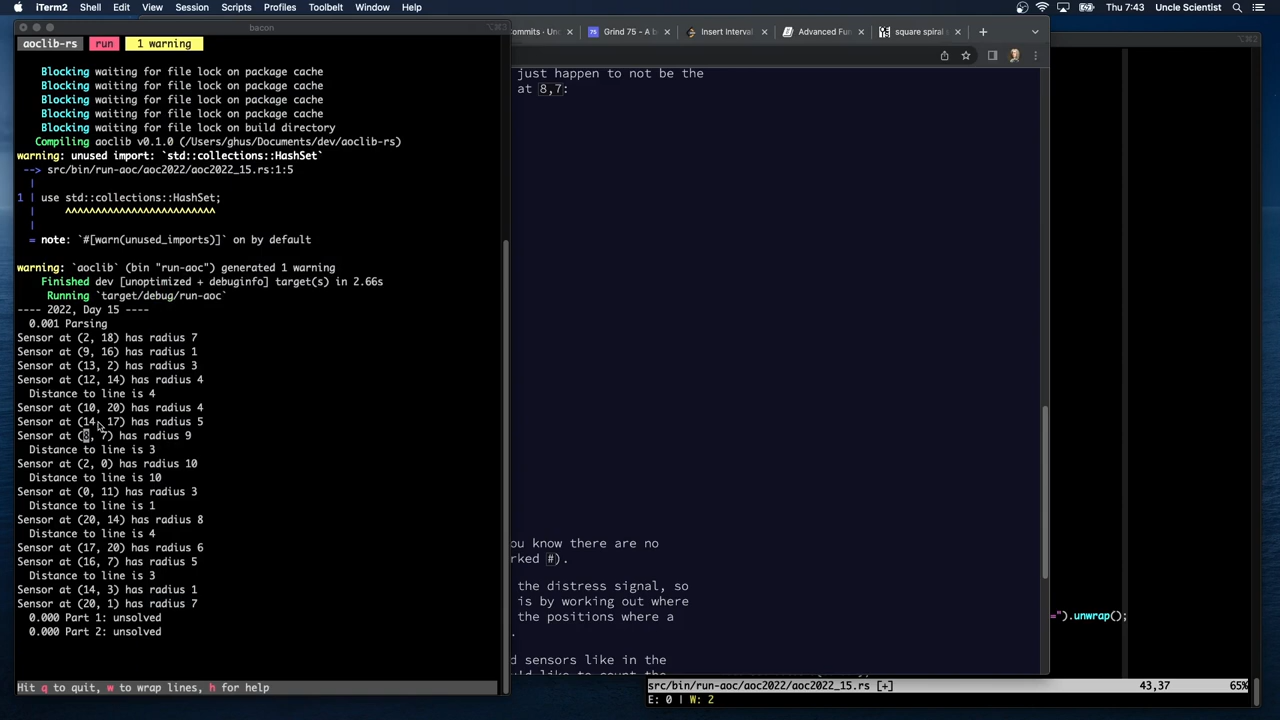 iTerm2 Shell Edit View Session Scripts Profiles Toolbelt Window Help
Thu 7:43 Uncle Scientist
bacon
⌥⌘3
aoclib-rs run 1 warning
Blocking waiting for file lock on package cache
Blocking waiting for file lock on package cache
Blocking waiting for file lock on package cache
Blocking waiting for file lock on package cache
Blocking waiting for file lock on build directory
Compiling aoclib v0.1.0 (/Users/ghus/Documents/dev/aoclib-rs)
warning: unused import: `std::collections::HashSet`
--> src/bin/run-aoc/aoc2022/aoc2022_15.rs:1:5
|
1 | use std::collections::HashSet;
| ^^^^^^^^^^^^^^^^^^^^^^^^^
|
= note: `#[warn(unused_imports)]` on by default
warning: `aoclib` (bin "run-aoc") generated 1 warning
Finished dev [unoptimized + debuginfo] target(s) in 2.66s
Running `target/debug/run-aoc`
---- 2022, Day 15 ----
0.001 Parsing
Sensor at (2, 18) has radius 7
Sensor at (9, 16) has radius 1
Sensor at (13, 2) has radius 3
Sensor at (12, 14) has radius 4
Distance to line is 4
Sensor at (10, 20) has radius 4
Sensor at (14, 17) has radius 5
Sensor at (8, 7) has radius 9
Distance to line is 3
Sensor at (2, 0) has radius 10
Distance to line is 10
Sensor at (0, 11) has radius 3
Distance to line is 1
Sensor at (20, 14) has radius 8
Distance to line is 4
Sensor at (17, 20) has radius 6
Sensor at (16, 7) has radius 5
Distance to line is 3
Sensor at (14, 3) has radius 1
Sensor at (20, 1) has radius 7
0.000 Part 1: unsolved
0.000 Part 2: unsolved
Hit q to quit, w to wrap lines, h for help
ommits · Unc Grind 75 - A b Insert Interval Advanced Fun square spiral s
just happen to not be the
at 8,7:
ou know there are no
rked #).
the distress signal, so
is by working out where
the positions where a
.
d sensors like in the
⌥⌘2
=").unwrap();
src/bin/run-aoc/aoc2022/aoc2022_15.rs [+] 43,37 65%
E: 0 | W: 2